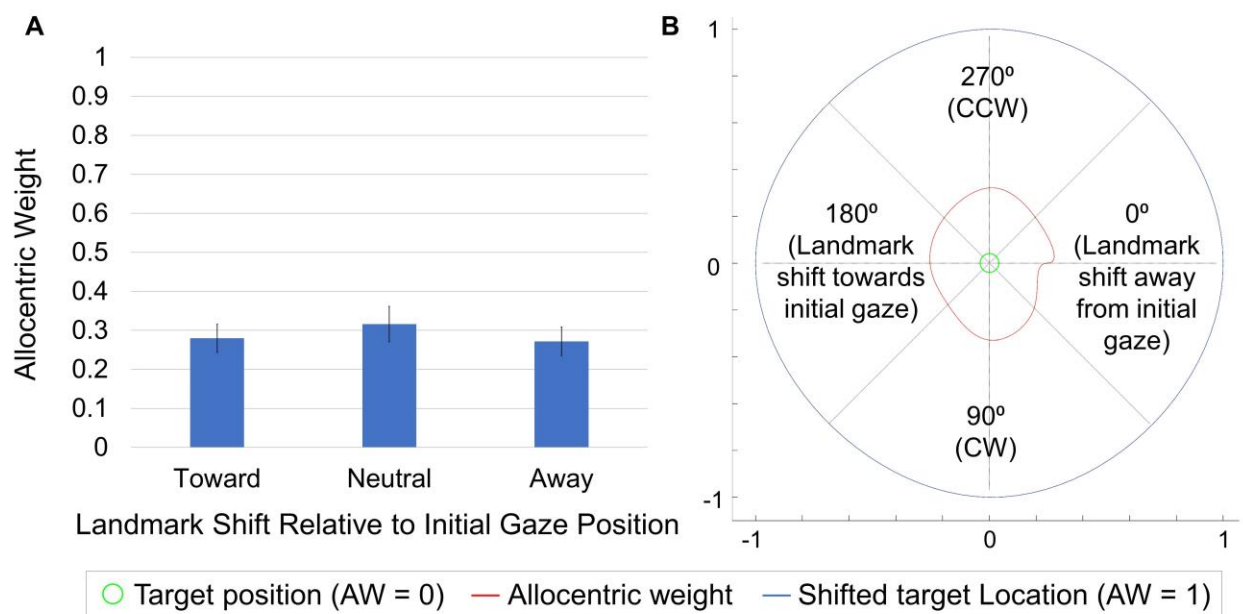 A
1
0.9
0.8
0.7
0.6
0.5
0.4
0.3
0.2
0.1
0
Allocentric Weight
Toward
Neutral
Away
Landmark Shift Relative to Initial Gaze Position
B
1
0
-1
-1
0
1
270º
(CCW)
180º
(Landmark
shift towards
initial gaze)
0º
(Landmark
shift away
from initial
gaze)
90º
(CW)
Target position (AW = 0)
Allocentric weight
Shifted target Location (AW = 1)